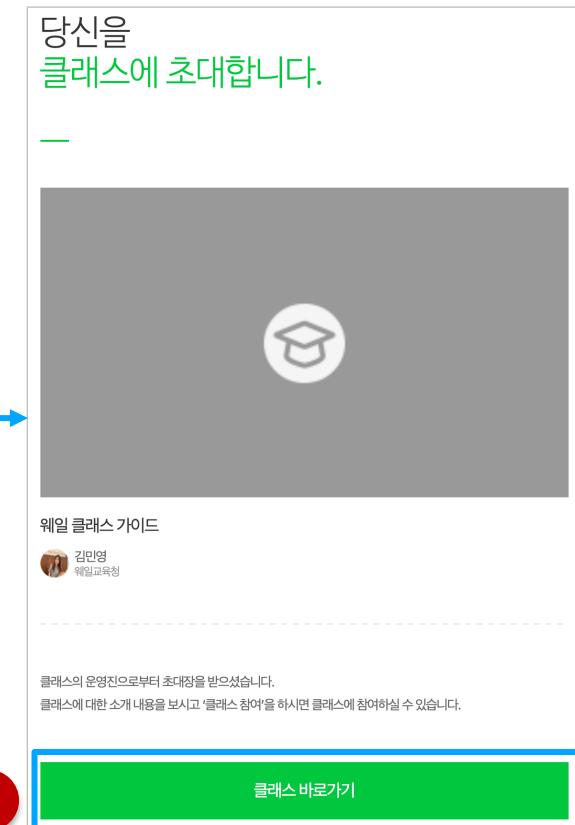 당신을
클래스에 초대합니다.
웨일 클래스 가이드
김민영
웨일교육청
클래스의 운영진으로부터 초대장을 받으셨습니다.
클래스에 대한 소개 내용을 보시고 ‘클래스 참여’을 하시면 클래스에 참여하실 수 있습니다.
클래스 바로가기